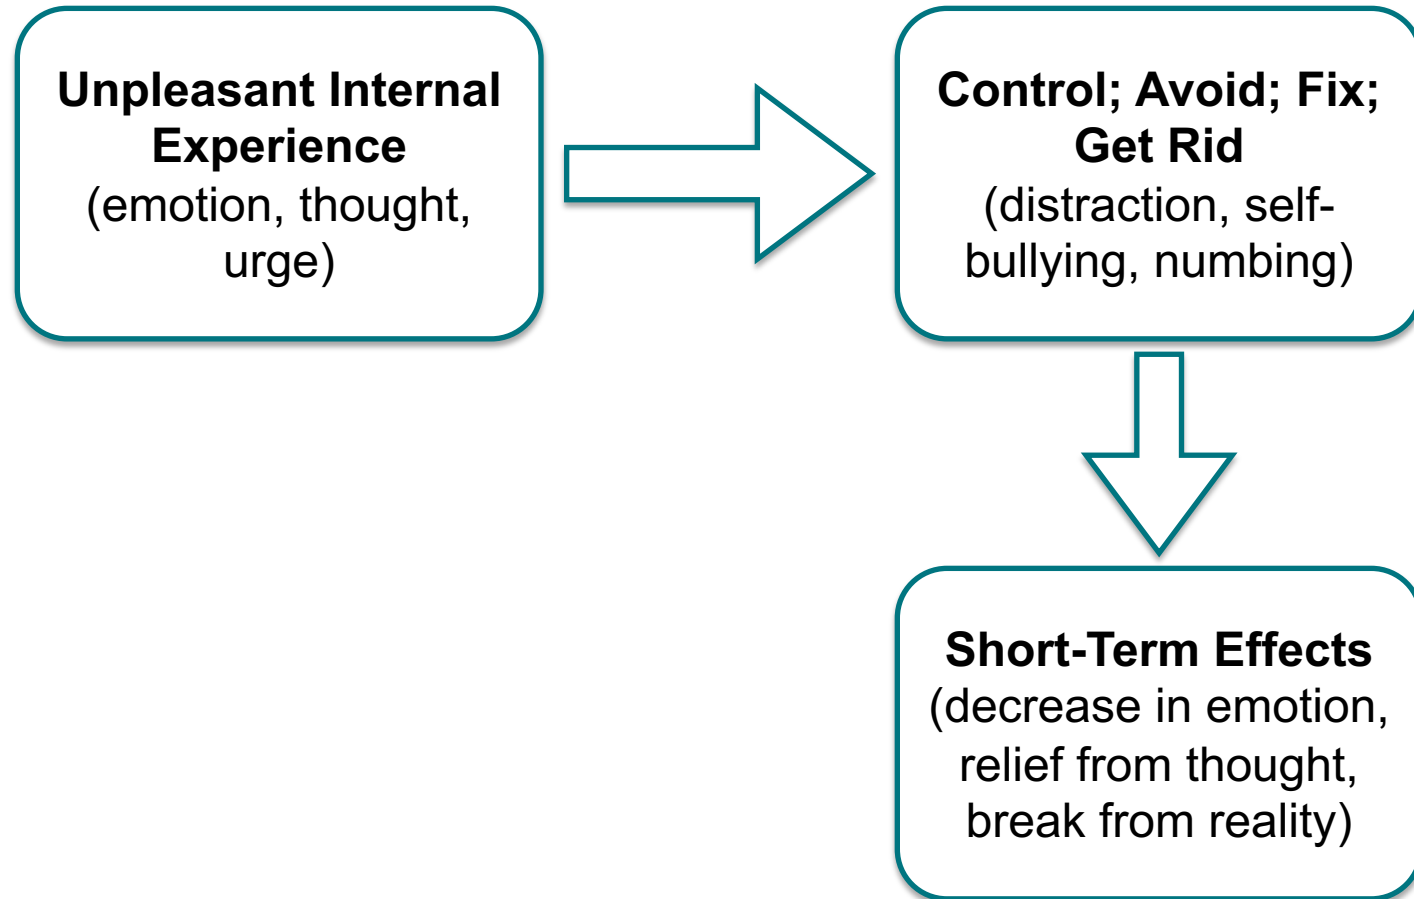 Unpleasant Internal
Experience
(emotion, thought,
urge)
Control; Avoid; Fix;
Get Rid
(distraction, self-
bullying, numbing)
Short-Term Effects
(decrease in emotion,
relief from thought,
break from reality)